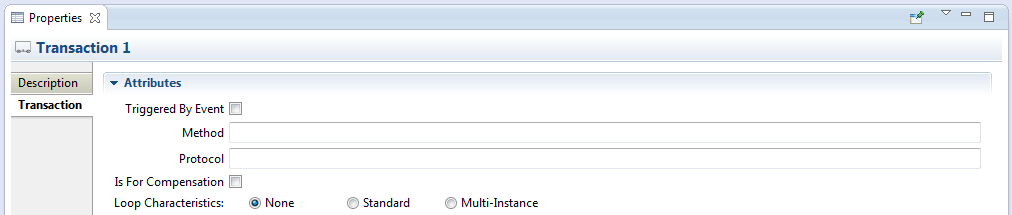 Properties
Transaction 1
Description
Transaction
Attributes
Triggered By Event
Method
Protocol
Is For Compensation
Loop Characteristics: None Standard Multi-Instance